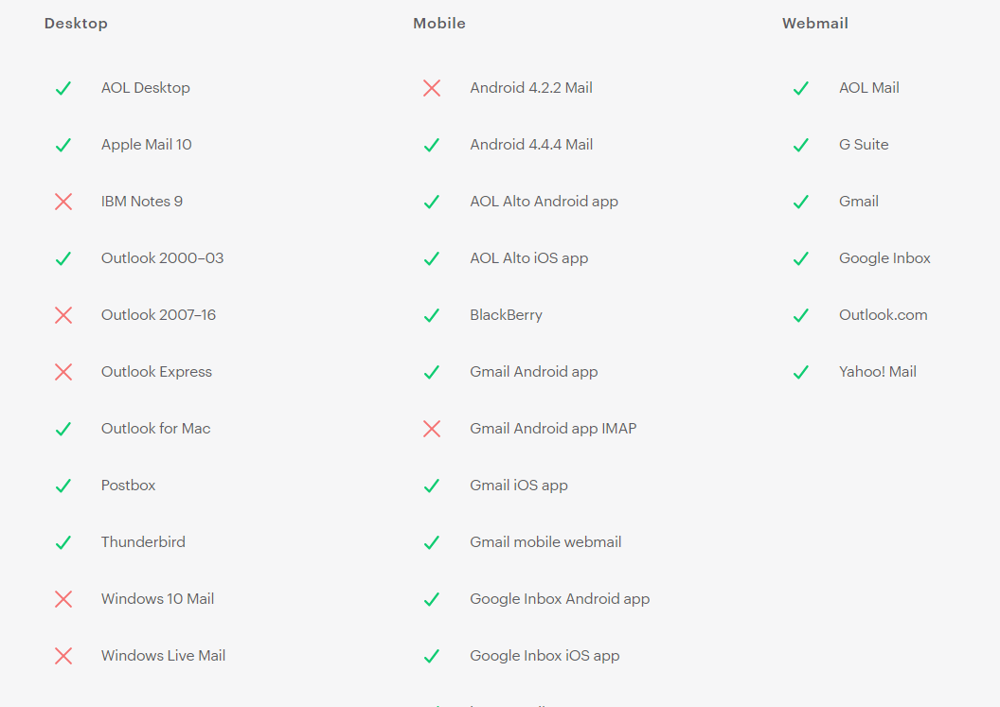 Desktop
AOL Desktop
Apple Mail 10
IBM Notes 9
Outlook 2000–03
Outlook 2007–16
Outlook Express
Outlook for Mac
Postbox
Thunderbird
Windows 10 Mail
Windows Live Mail
Mobile
Android 4.2.2 Mail
Android 4.4.4 Mail
AOL Alto Android app
AOL Alto iOS app
BlackBerry
Gmail Android app
Gmail Android app IMAP
Gmail iOS app
Gmail mobile webmail
Google Inbox Android app
Google Inbox iOS app
Webmail
AOL Mail
G Suite
Gmail
Google Inbox
Outlook.com
Yahoo! Mail